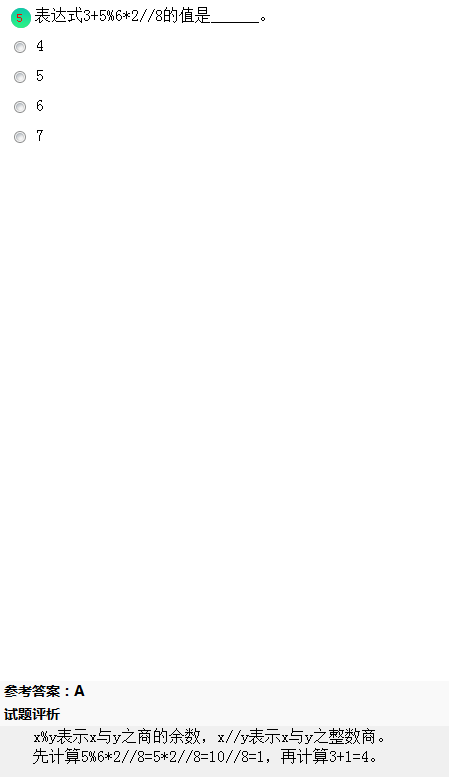 5 表达式3+5%6*2//8的值是______。
4
5
6
7
参考答案：A
试题评析
x%y表示x与y之商的余数，x//y表示x与y之整数商。
先计算5%6*2//8=5*2//8=10//8=1，再计算3+1=4。